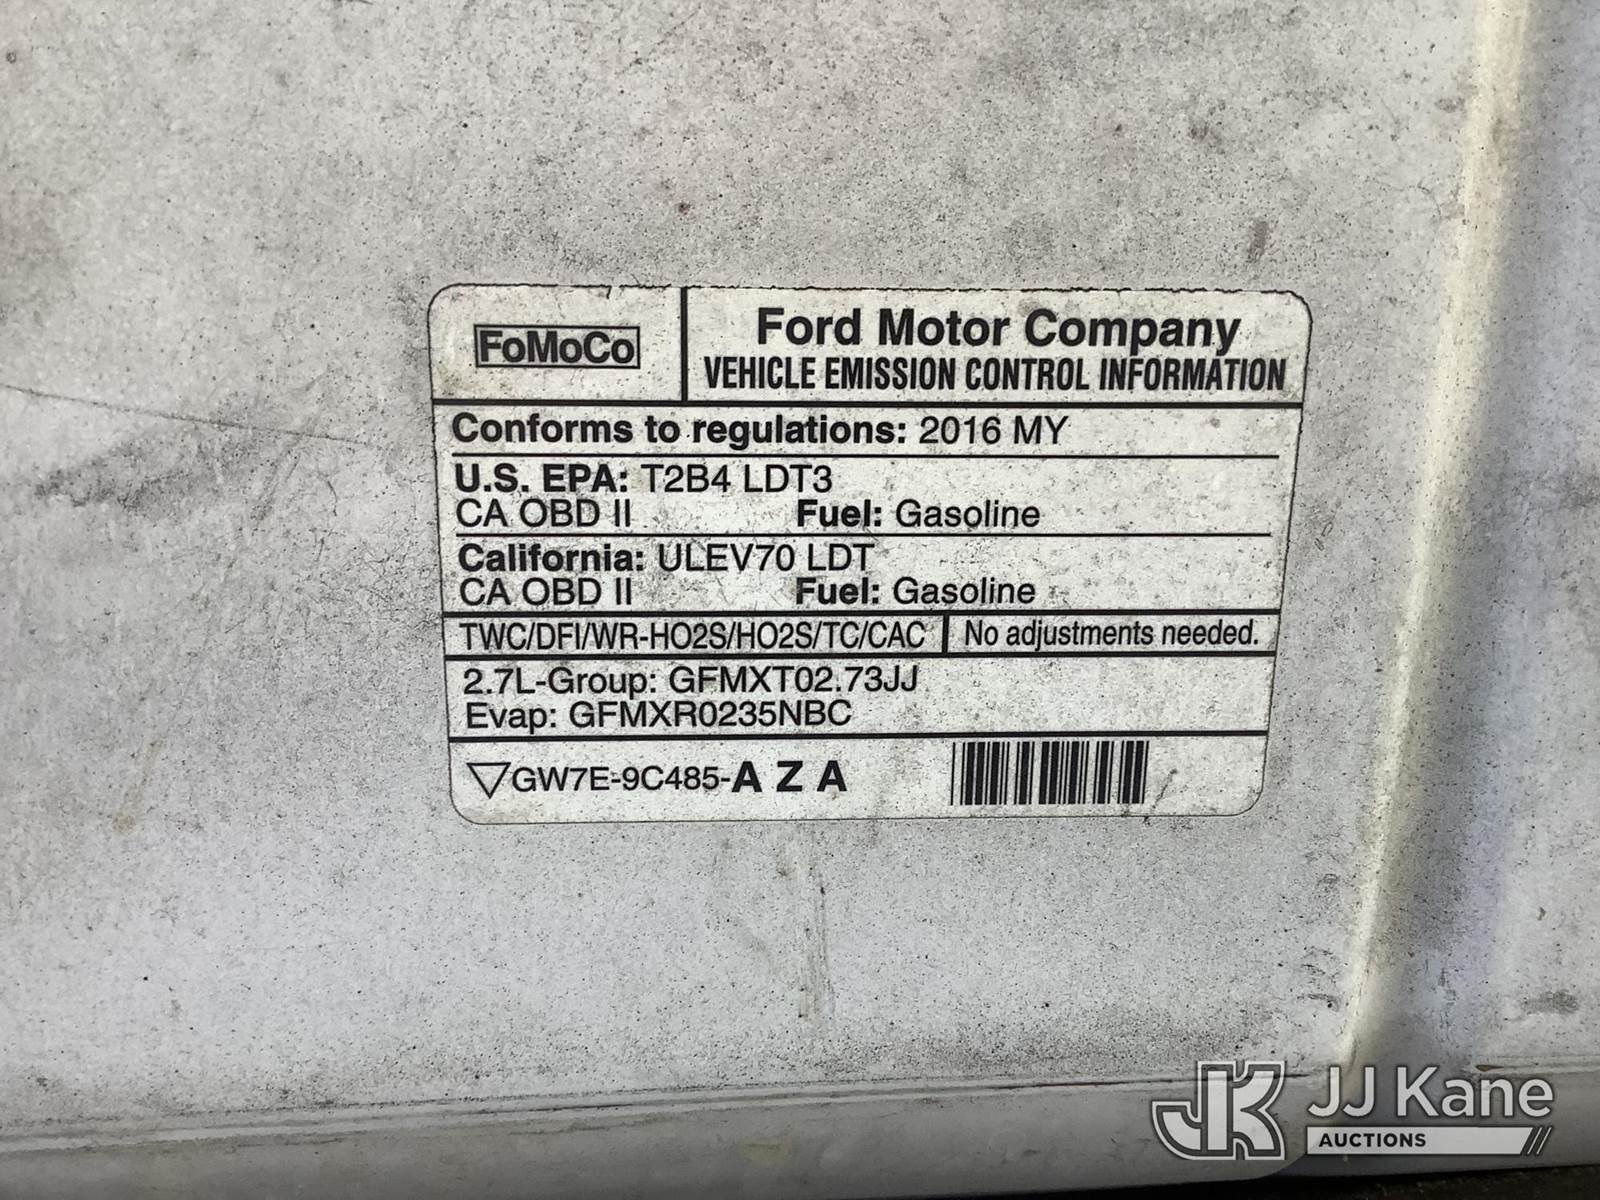 FoMoCo
Ford Motor Company
VEHICLE EMISSION CONTROL INFORMATION
Conforms to regulations: 2016 MY
U.S. EPA: T2B4 LDT3
CA OBD II Fuel: Gasoline
California: ULEV70 LDT
CA OBD II Fuel: Gasoline
TWC/DFI/WR-HO2S/HO2S/TC/CAC No adjustments needed.
2.7L-Group: GFMXT02.73JJ
Evap: GFMXR0235NBC
GW7E-9C485-A Z A
JK JJ Kane
AUCTIONS